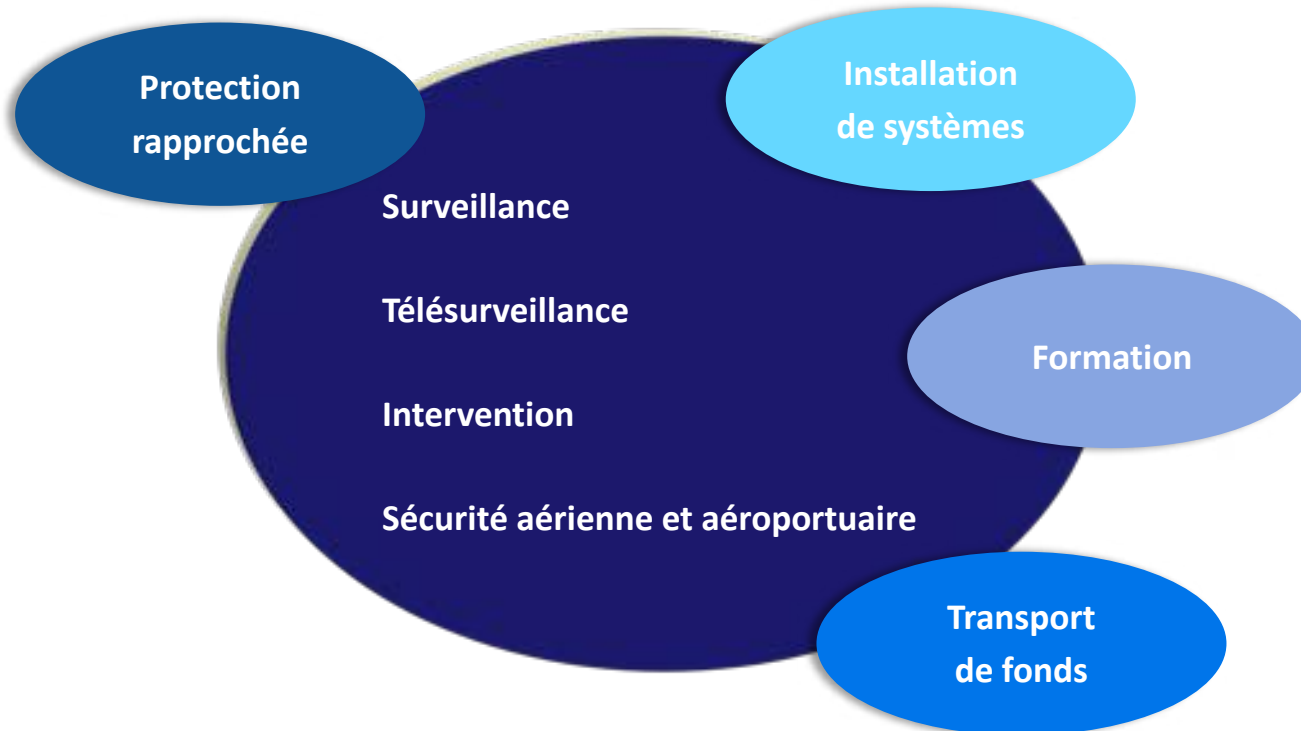 Protection
rapprochée
Installation
de systèmes
Surveillance
Télésurveillance
Formation
Intervention
Sécurité aérienne et aéroportuaire
Transport
de fonds